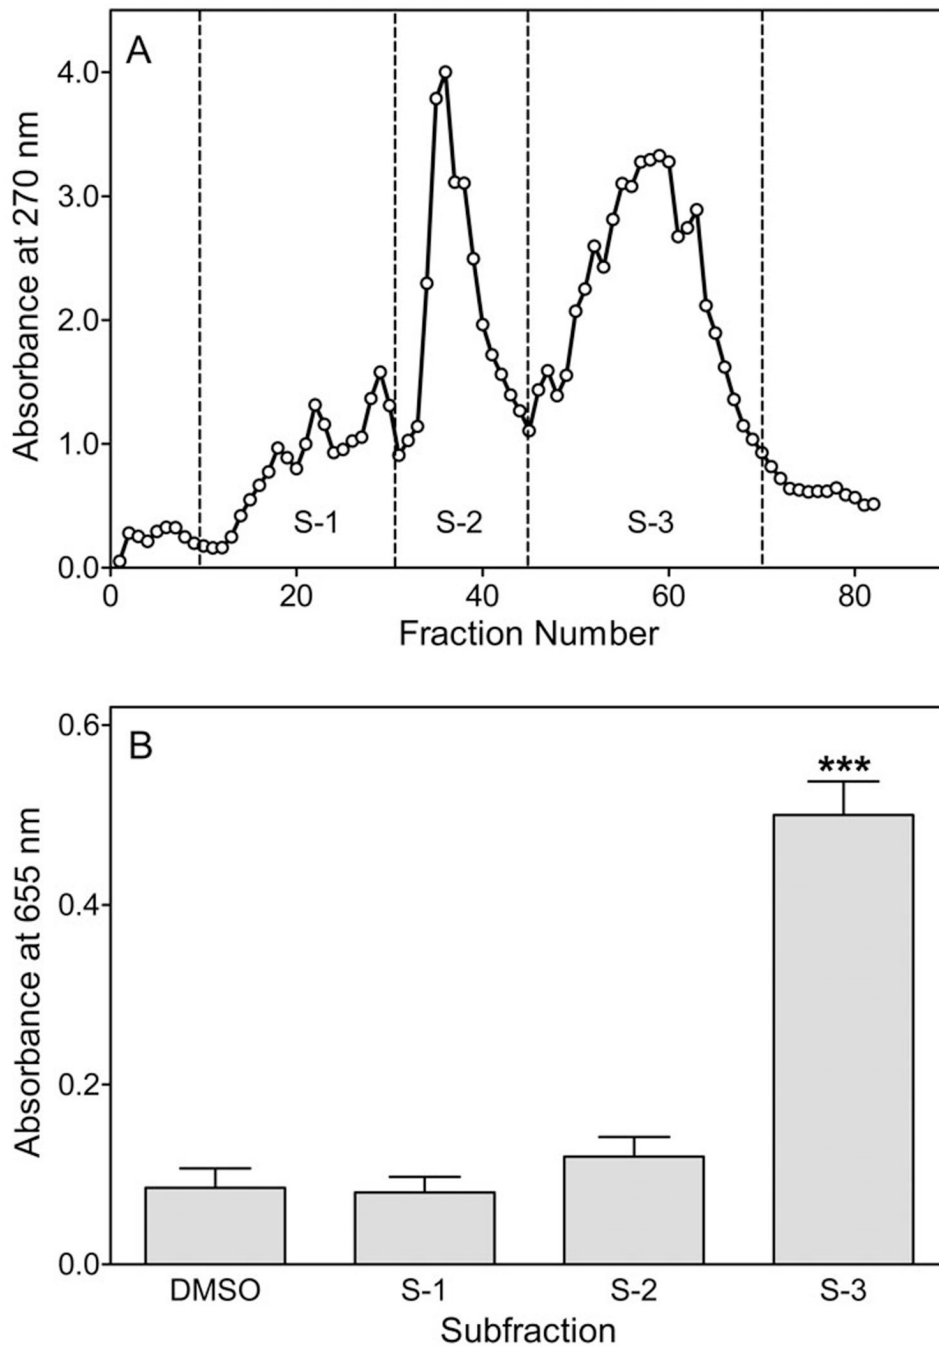 A
Absorbance at 270 nm
4.0
3.0
2.0
1.0
0.0
S-1 S-2 S-3
0 20 40 60 80
Fraction Number
B
Absorbance at 655 nm
0.6
0.4
0.2
0.0
***
DMSO S-1 S-2 S-3
Subfraction